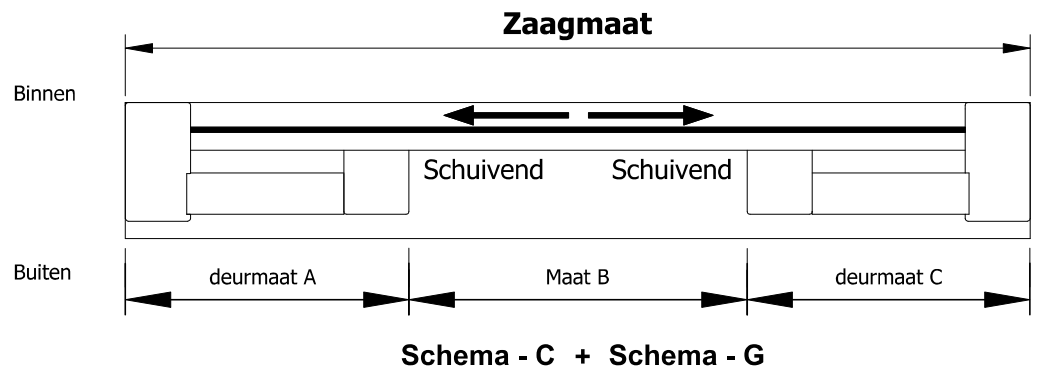 Zaagmaat
Binnen
Schuivend Schuivend
Buiten
deurmaat A Maat B deurmaat C
Schema - C + Schema - G